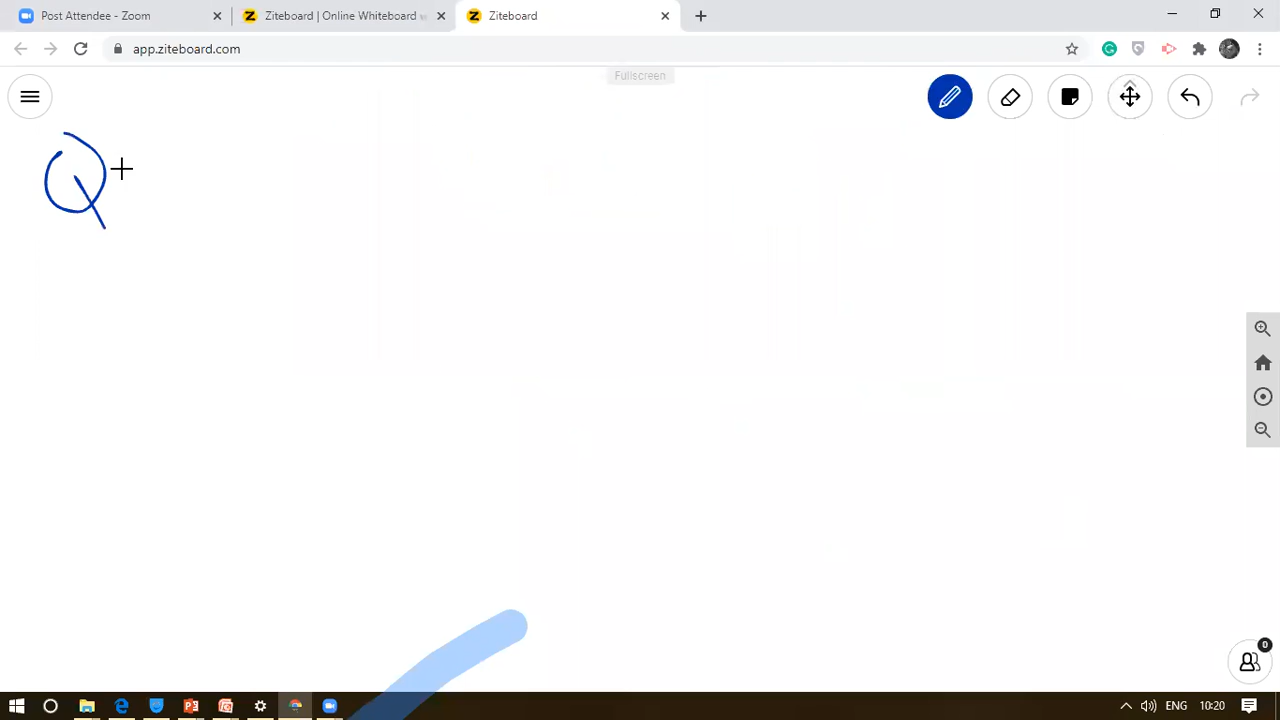 Post Attendee - Zoom
Ziteboard | Online Whiteboard
Ziteboard
app.ziteboard.com
Fullscreen
Q
0
ENG
10:20